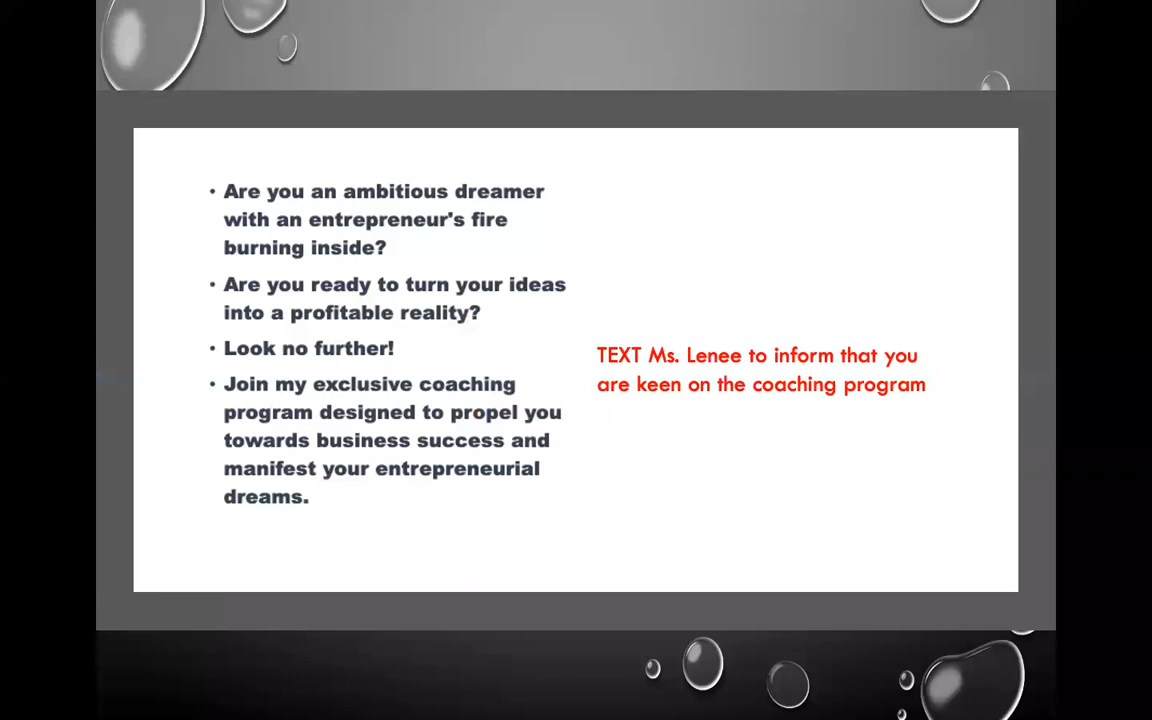 • Are you an ambitious dreamer
with an entrepreneur's fire
burning inside?
• Are you ready to turn your ideas
into a profitable reality?
• Look no further!
• Join my exclusive coaching
program designed to propel you
towards business success and
manifest your entrepreneurial
dreams.
TEXT Ms. Lenee to inform that you
are keen on the coaching program